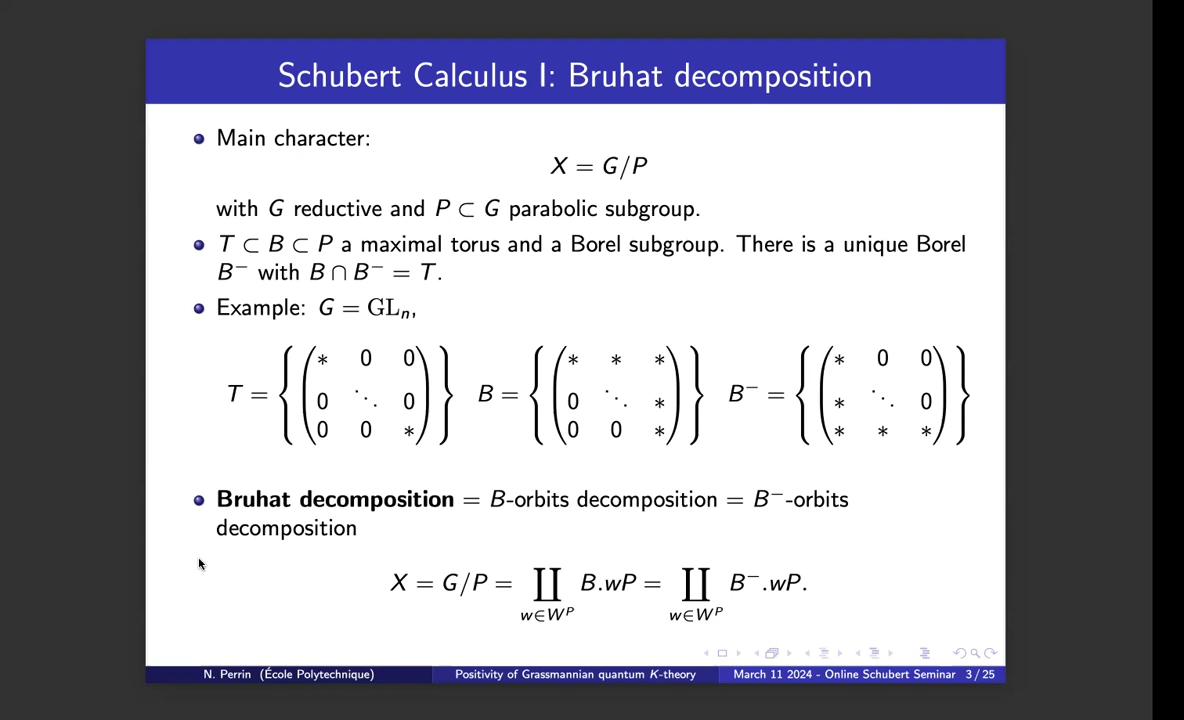 Schubert Calculus I: Bruhat decomposition
Main character:
X = G/P
with G reductive and P ⊂ G parabolic subgroup.
T ⊂ B ⊂ P a maximal torus and a Borel subgroup. There is a unique Borel
B⁻ with B ∩ B⁻ = T.
Example: G = GLₙ,
T = { ( * 0 0 ; 0 ⋱ 0 ; 0 0 * ) } B = { ( * * * ; 0 ⋱ * ; 0 0 * ) } B⁻ = { ( * 0 0 ; * ⋱ 0 ; * * * ) }
Bruhat decomposition = B-orbits decomposition = B⁻-orbits
decomposition
X = G/P = ∐ B.wP = ∐ B⁻.wP.
w∈Wᴾ w∈Wᴾ
N. Perrin (École Polytechnique) Positivity of Grassmannian quantum K-theory March 11 2024 - Online Schubert Seminar 3 / 25